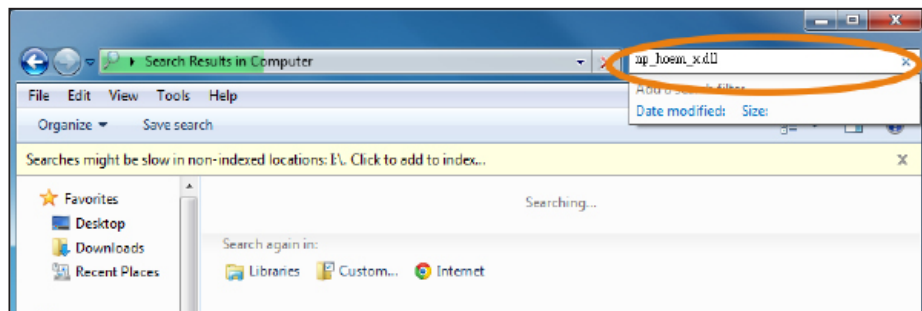 Search Results in Computer
np_hoem_x.dll
File Edit View Tools Help
Add a search filter
Organize Save search
Date modified: Size:
Searches might be slow in non-indexed locations: I:\. Click to add to index...
Favorites
Searching...
Desktop
Downloads
Search again in:
Recent Places
Libraries Custom... Internet